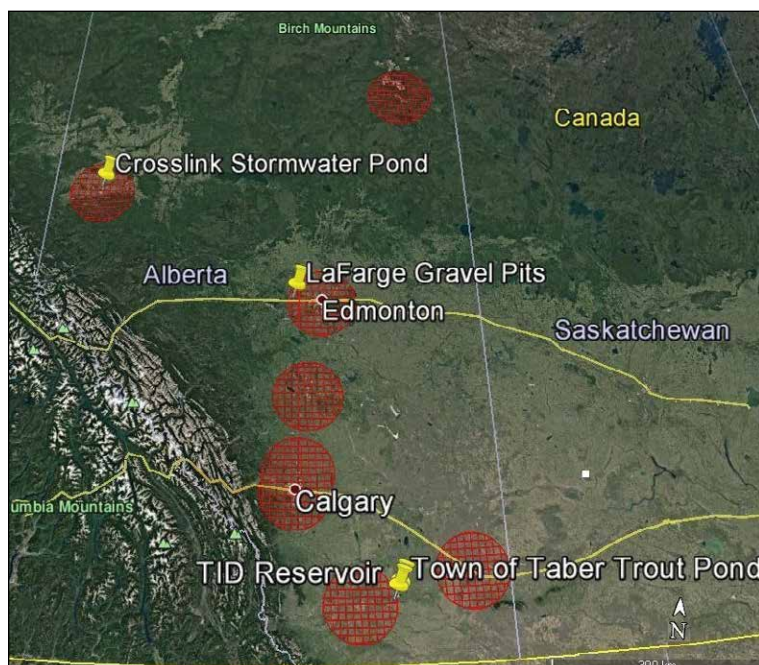 Birch Mountains
Canada
Crosslink Stormwater Pond
Alberta
LaFarge Gravel Pits
Edmonton
Saskatchewan
Calgary
umbia Mountains
TID Reservoir
Town of Taber Trout Pond
N